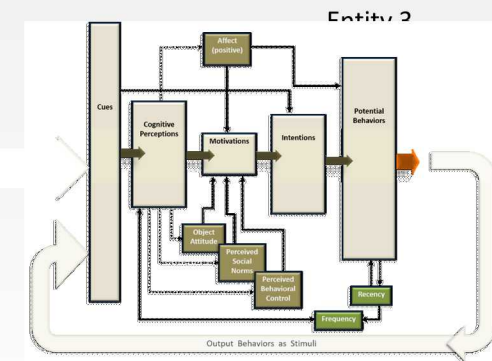 Entity 3
Affect
(positive)
Cues
Cognitive
Perceptions
Motivations
Intentions
Potential
Behaviors
Object
Attitude
Perceived
Social
Norms
Perceived
Behavioral
Control
Recency
Frequency
Output Behaviors as Stimuli